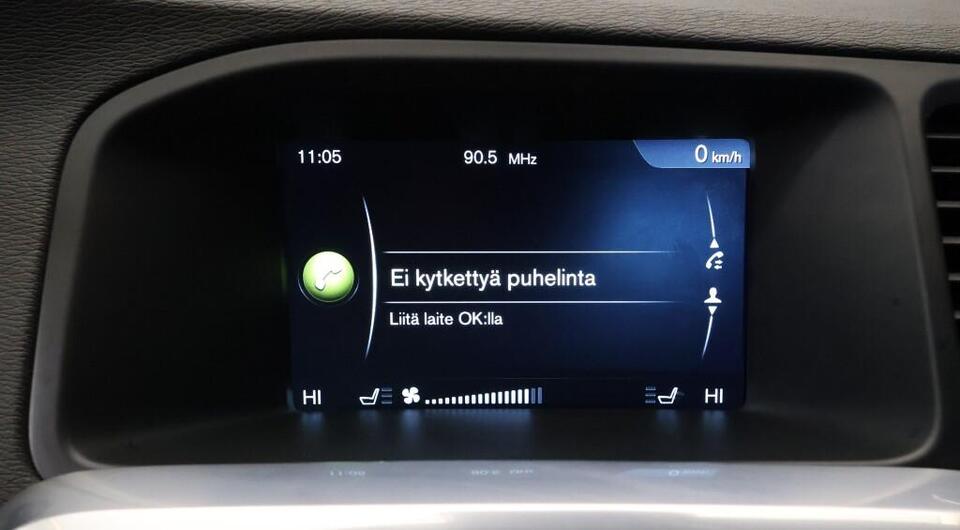 11:05 90.5 MHz 0 km/h
Ei kytkettyä puhelinta
Liitä laite OK:lla
HI HI